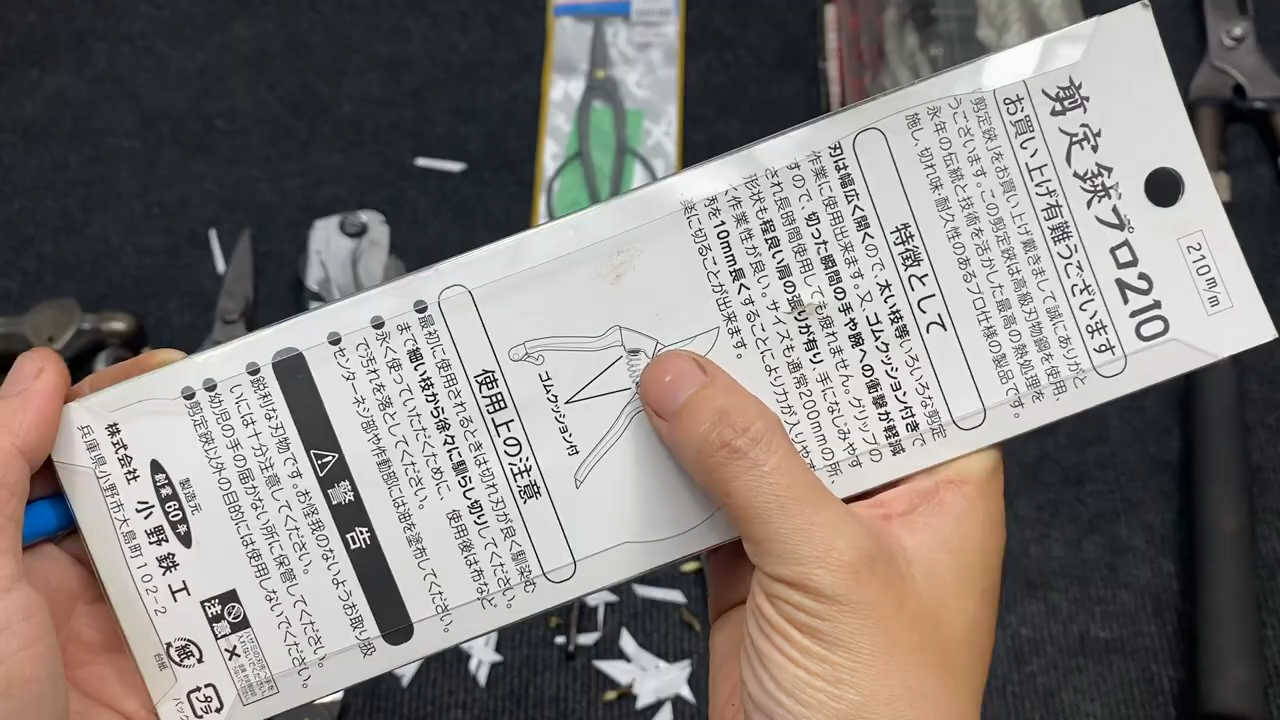 210m/m
剪定鋏プロ210
お買い上げ有難うございます
「剪定鋏」をお買い上げ戴きまして誠にありがと
うございます。この剪定鋏は高級刃物鋼を使用、
永年の伝統と技術を活かした最高の熱処理を
施し、切れ味・耐久性のあるプロ仕様の製品です。
特徴として
刃は幅広く開くので、太い枝等いろいろな剪定
作業に使用出来ます。又、ゴムクッション付きで
すので、切った瞬間の手や腕への衝撃が軽減
され長時間使用しても疲れません。グリップの
形状も程良い肩の張りが有り、手になじみやす
く作業性が良い。サイズも通常200mmの所、
柄を10mm長くすることにより力が入りやす
楽に切ることが出来ます。
ゴムクッション付
使用上の注意
●最初に使用されるときは切れ刃が良く馴染む
まで細い枝から徐々に馴らし切りしてください。
●永く使っていただくために、使用後は布など
で汚れを落としてください。
●センターネジ部や作動部には油を塗布してください。
警告
●鋭利な刃物です。お怪我のないようお取り扱
いには十分注意してください。
●幼児の手の届かない所に保管してください。
●剪定鋏以外の目的には使用しないでください。
製造元
創業60年
株式会社 小野鉄工
兵庫県小野市大島町102-2
注意
台紙
紙
プラ
パック